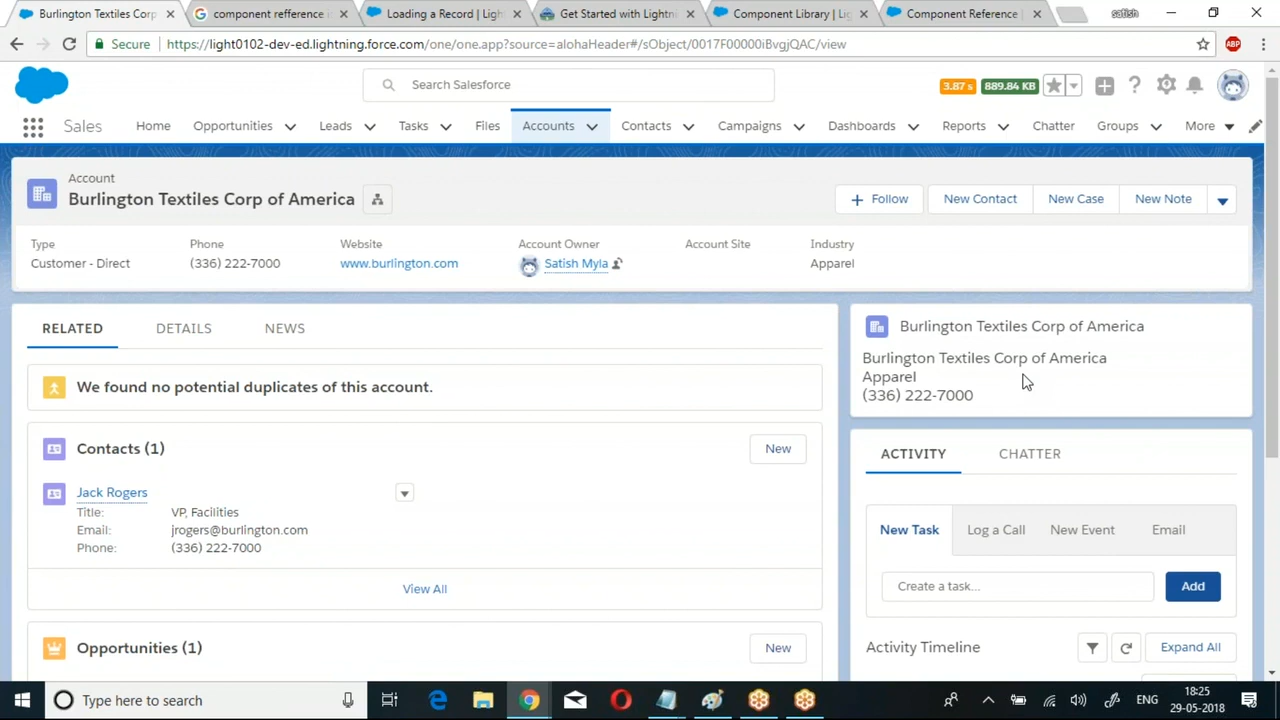 Burlington Textiles Corp
component refference i
Loading a Record | Ligh
Get Started with Lightni
Component Library | Lig
Component Reference |
satish
Secure
https://light0102-dev-ed.lightning.force.com/one/one.app?source=alohaHeader#/sObject/0017F00000iBvgjQAC/view
ABP
Search Salesforce
3.87 s
889.84 KB
Sales
Home
Opportunities
Leads
Tasks
Files
Accounts
Contacts
Campaigns
Dashboards
Reports
Chatter
Groups
More
Account
Burlington Textiles Corp of America
+ Follow
New Contact
New Case
New Note
Type
Phone
Website
Account Owner
Account Site
Industry
Customer - Direct
(336) 222-7000
www.burlington.com
Satish Myla
Apparel
RELATED
DETAILS
NEWS
We found no potential duplicates of this account.
Contacts (1)
New
Jack Rogers
Title:
VP, Facilities
Email:
jrogers@burlington.com
Phone:
(336) 222-7000
View All
Opportunities (1)
New
Burlington Textiles Corp of America
Burlington Textiles Corp of America
Apparel
(336) 222-7000
ACTIVITY
CHATTER
New Task
Log a Call
New Event
Email
Create a task...
Add
Activity Timeline
Expand All
Type here to search
ENG
18:25
29-05-2018